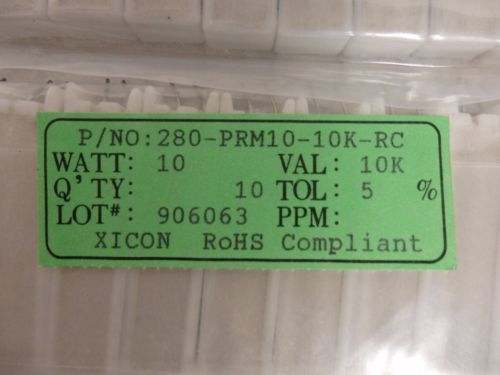 P/NO:280-PRM10-10K-RC
WATT: 10 VAL: 10K
Q'TY: 10 TOL: 5 %
LOT#: 906063 PPM:
XICON RoHS Compliant